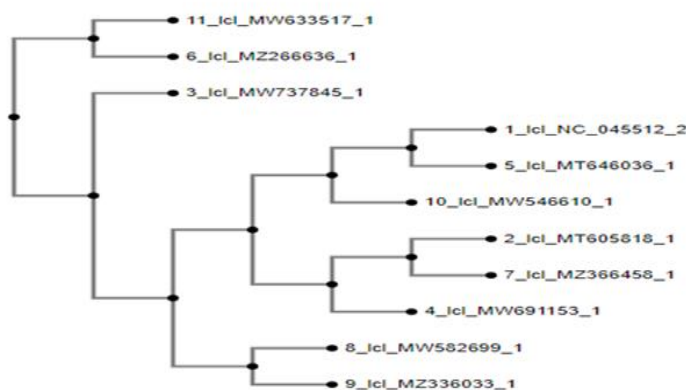 11_lcl_MW633517_1
6_lcl_MZ266636_1
3_lcl_MW737845_1
1_lcl_NC_045512_2
5_lcl_MT646036_1
10_lcl_MW546610_1
2_lcl_MT605818_1
7_lcl_MZ366458_1
4_lcl_MW691153_1
8_lcl_MW582699_1
9_lcl_MZ336033_1